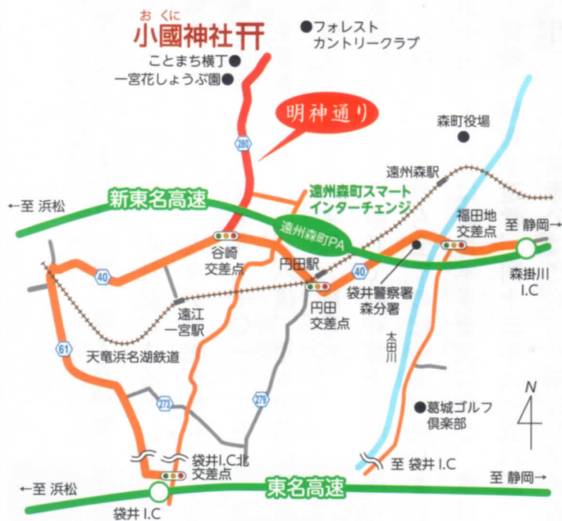 おくに
小國神社
フォレスト
カントリークラブ
ことまち横丁
一宮花しょうぶ園
明神通り
森町役場
280
遠州森駅
←至 浜松
新東名高速
遠州森町スマート
インターチェンジ
遠州森町PA
福田地
交差点
至 静岡→
谷崎
交差点
円田駅
40
40
森掛川
I.C
袋井警察署
森分署
円田
交差点
遠江
一宮駅
太田川
61
天竜浜名湖鉄道
273
279
葛城ゴルフ
倶楽部
N
袋井I.C北
交差点
至 袋井 I.C
←至 浜松
東名高速
至 静岡→
袋井 I.C